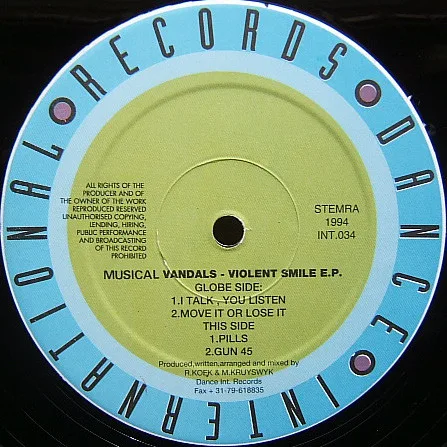 DANCE INTERNATIONAL RECORDS
ALL RIGHTS OF THE
PRODUCER AND OF
THE OWNER OF THE WORK
REPRODUCED RESERVED
UNAUTHORISED COPYING,
LENDING, HIRING,
PUBLIC PERFORMANCE
AND BROADCASTING
OF THIS RECORD
PROHIBITED
STEMRA
1994
INT.034
MUSICAL VANDALS - VIOLENT SMILE E.P.
GLOBE SIDE:
1.I TALK , YOU LISTEN
2.MOVE IT OR LOSE IT
THIS SIDE
1.PILLS
2.GUN 45
Produced,written,arranged and mixed by
R.KOEK & M.KRUYSWYK
Dance Int. Records
Fax + 31-79-618835